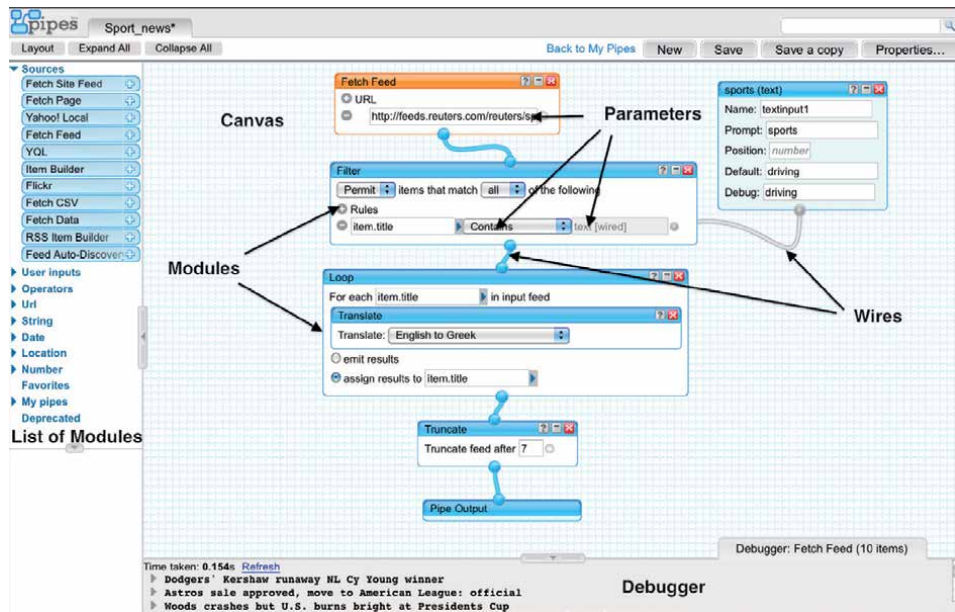 pipes
Sport_news*
Layout Expand All Collapse All
Back to My Pipes New Save Save a copy Properties...
Sources
Fetch Site Feed
Fetch Page
Yahoo! Local
Fetch Feed
YQL
Item Builder
Flickr
Fetch CSV
Fetch Data
RSS Item Builder
Feed Auto-Discover
User inputs
Operators
Url
String
Date
Location
Number
Favorites
My pipes
Deprecated
List of Modules
Canvas
Modules
Fetch Feed
URL
http://feeds.reuters.com/reuters/sp
Parameters
sports (text)
Name: textinput1
Prompt: sports
Position: number
Default: driving
Debug: driving
Filter
Permit items that match all of the following
Rules
item.title Contains text [wired]
Wires
Loop
For each item.title in input feed
Translate
Translate: English to Greek
emit results
assign results to item.title
Truncate
Truncate feed after 7
Pipe Output
Debugger: Fetch Feed (10 items)
Time taken: 0.154s Refresh
Dodgers' Kershaw runaway NL Cy Young winner
Astros sale approved, move to American League: official
Woods crashes but U.S. burns bright at Presidents Cup
Debugger